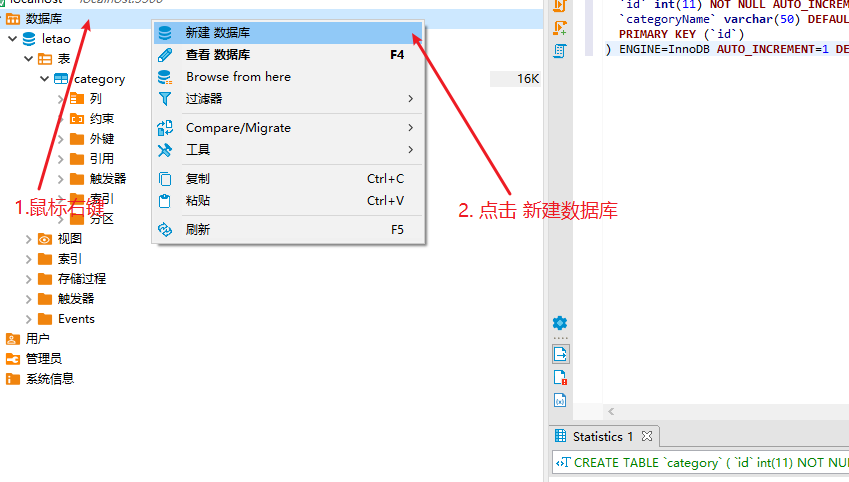 localhost
数据库
letao
表
category
16K
列
约束
外键
引用
触发器
索引
分区
视图
索引
存储过程
触发器
Events
用户
管理员
系统信息
新建 数据库
查看 数据库 F4
Browse from here
过滤器
Compare/Migrate
工具
复制 Ctrl+C
粘贴 Ctrl+V
刷新 F5
1.鼠标右键
2. 点击 新建数据库
`id` int(11) NOT NULL AUTO_INCREM
`categoryName` varchar(50) DEFAUL
PRIMARY KEY (`id`)
) ENGINE=InnoDB AUTO_INCREMENT=1 DE
Statistics 1
CREATE TABLE `category` ( `id` int(11) NOT NUL